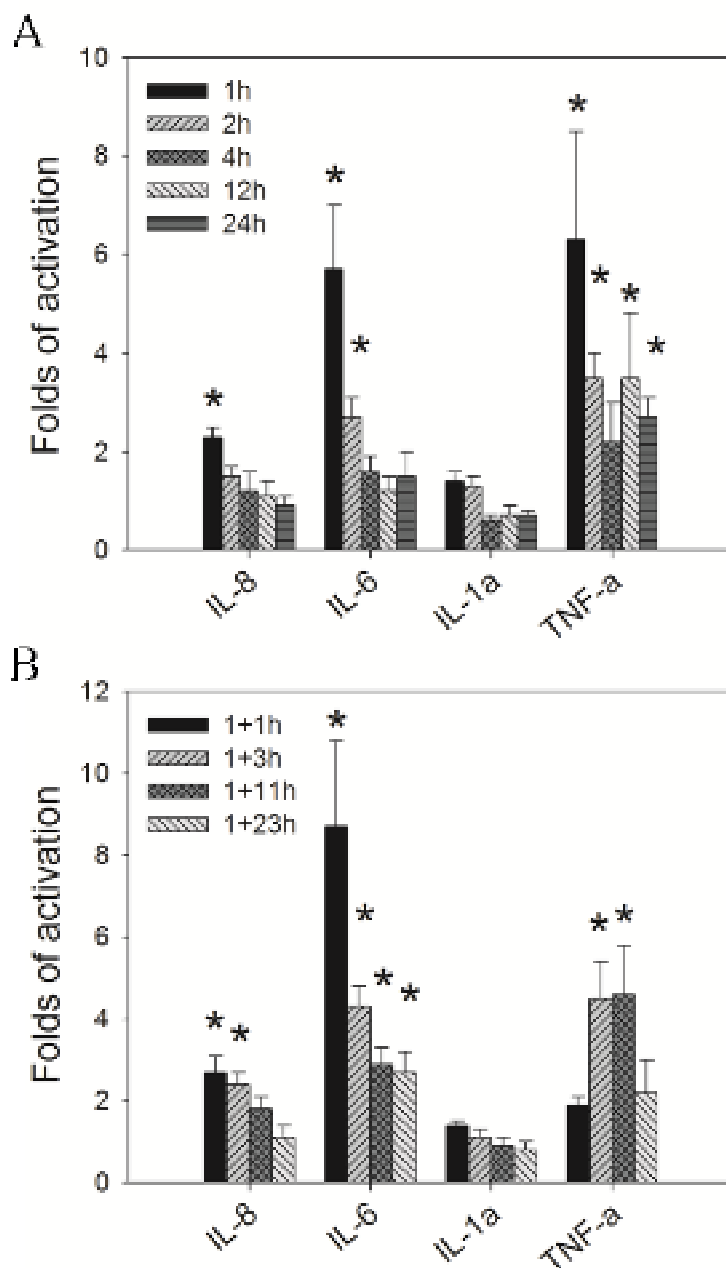 A
Folds of activation
10
8
6
4
2
0
1h
2h
4h
12h
24h
*
*
*
*
*
*
*
IL-8
IL-6
IL-1a
TNF-a
B
Folds of activation
12
10
8
6
4
2
0
1+1h
1+3h
1+11h
1+23h
*
*
*
*
*
*
*
*
IL-8
IL-6
IL-1a
TNF-a